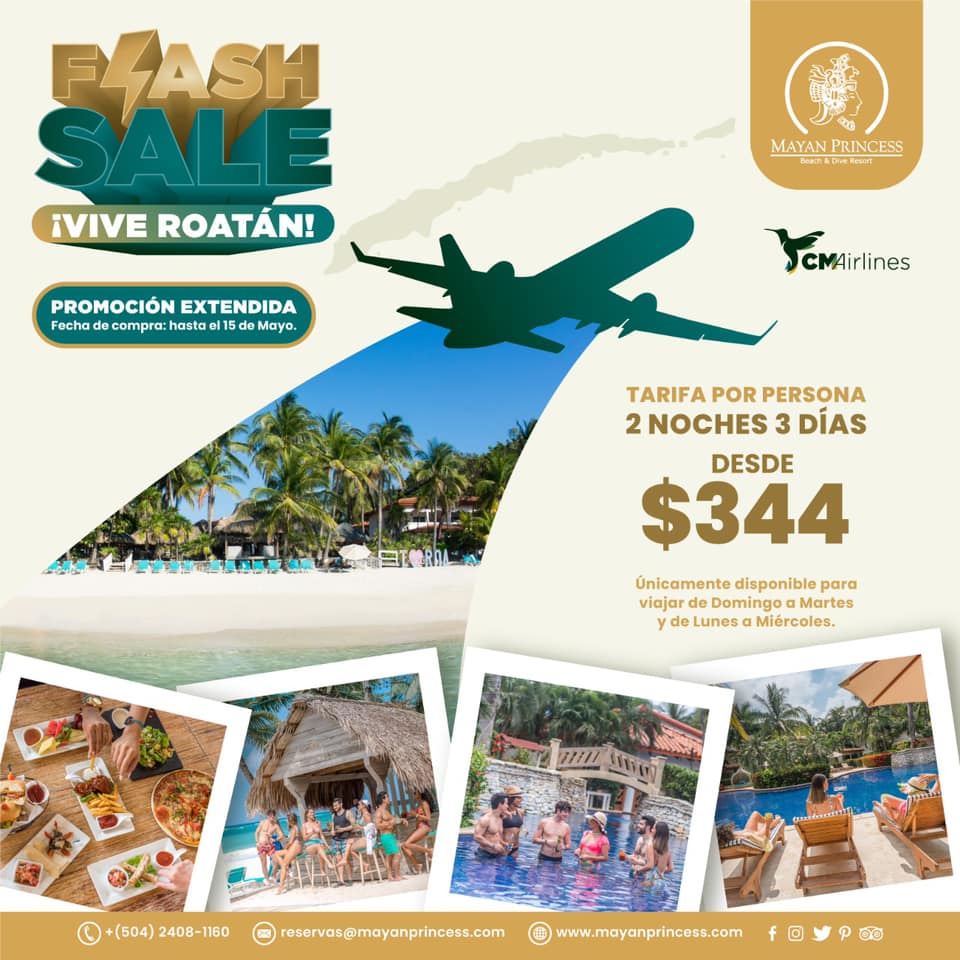 FLASH
SALE
¡VIVE ROATÁN!
PROMOCIÓN EXTENDIDA
Fecha de compra: hasta el 15 de Mayo.
MAYAN PRINCESS
Beach & Dive Resort
CMAirlines
TARIFA POR PERSONA
2 NOCHES 3 DÍAS
DESDE
$344
Únicamente disponible para
viajar de Domingo a Martes
y de Lunes a Miércoles.
+(504) 2408-1160
reservas@mayanprincess.com
www.mayanprincess.com